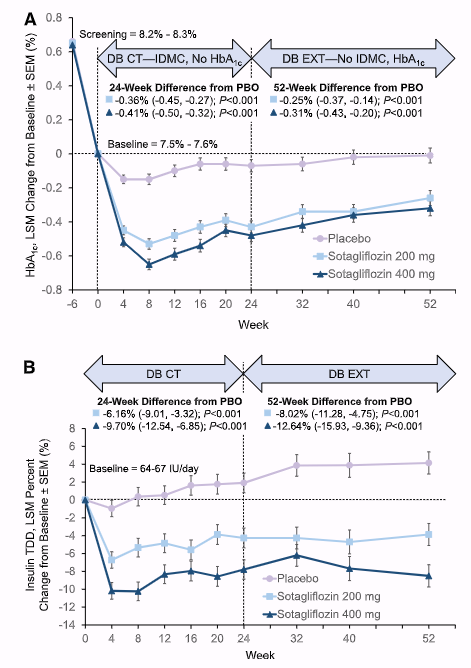 A
Screening = 8.2% - 8.3%
DB CT—IDMC, No HbA1c
DB EXT—No IDMC, HbA1c
24-Week Difference from PBO
-0.36% (-0.45, -0.27); P<0.001
-0.41% (-0.50, -0.32); P<0.001
52-Week Difference from PBO
-0.25% (-0.37, -0.14); P<0.001
-0.31% (-0.43, -0.20); P<0.001
Baseline = 7.5% - 7.6%
HbA1c, LSM Change from Baseline ± SEM (%)
0.8
0.6
0.4
0.2
0
-0.2
-0.4
-0.6
-0.8
Placebo
Sotagliflozin 200 mg
Sotagliflozin 400 mg
-6 0 4 8 12 16 20 24 28 32 36 40 44 48 52
Week
B
DB CT
DB EXT
24-Week Difference from PBO
-6.16% (-9.01, -3.32); P<0.001
-9.70% (-12.54, -6.85); P<0.001
52-Week Difference from PBO
-8.02% (-11.28, -4.75); P<0.001
-12.64% (-15.93, -9.36); P<0.001
Baseline = 64-67 IU/day
Insulin TDD, LSM Percent
Change from Baseline ± SEM (%)
8
6
4
2
0
-2
-4
-6
-8
-10
-12
-14
Placebo
Sotagliflozin 200 mg
Sotagliflozin 400 mg
0 4 8 12 16 20 24 28 32 36 40 44 48 52
Week